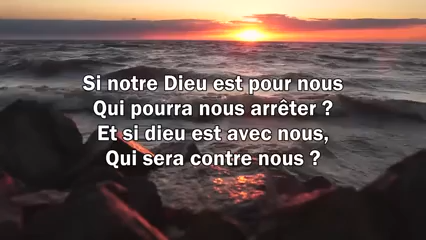 Si notre Dieu est pour nous
Qui pourra nous arrêter ?
Et si dieu est avec nous,
Qui sera contre nous ?